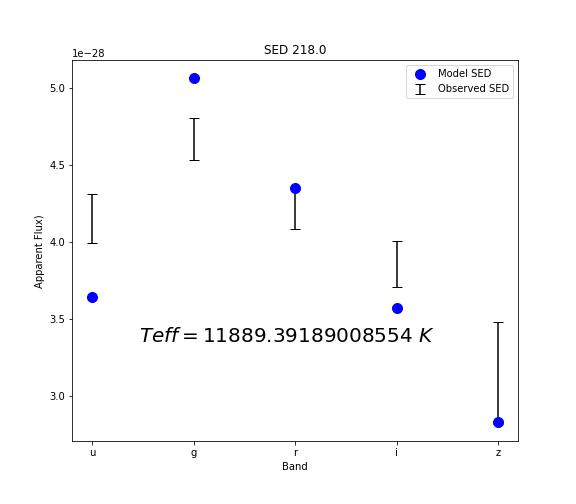 SED 218.0
1e−28
Model SED
Observed SED
5.0
4.5
4.0
3.5
3.0
Apparent Flux)
Teff = 11889.39189008554 K
u g r i z
Band